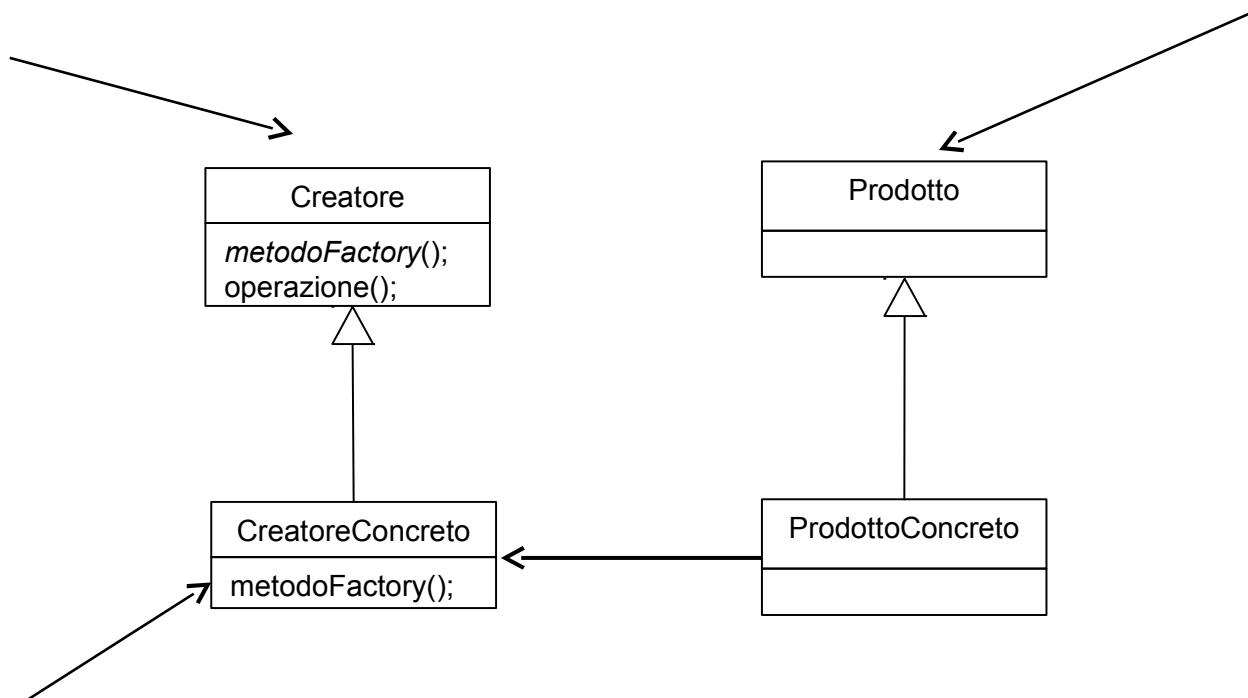 Creatore
metodoFactory();
operazione();
Prodotto
CreatoreConcreto
metodoFactory();
ProdottoConcreto